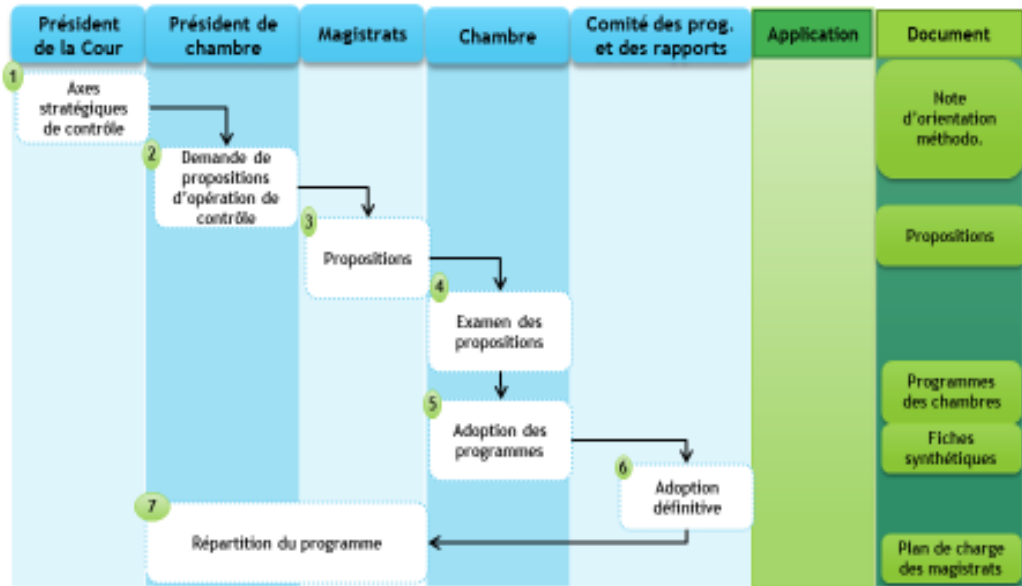 Président
de la Cour
Président de
chambre
Magistrats
Chambre
Comité des prog.
et des rapports
Application
Document
1
Axes
stratégiques
de contrôle
Note
d'orientation
méthodo.
2
Demande de
propositions
d'opération de
contrôle
3
Propositions
Propositions
4
Examen des
propositions
5
Adoption des
programmes
Programmes
des chambres
Fiches
synthétiques
6
Adoption
définitive
7
Répartition du programme
Plan de charge
des magistrats